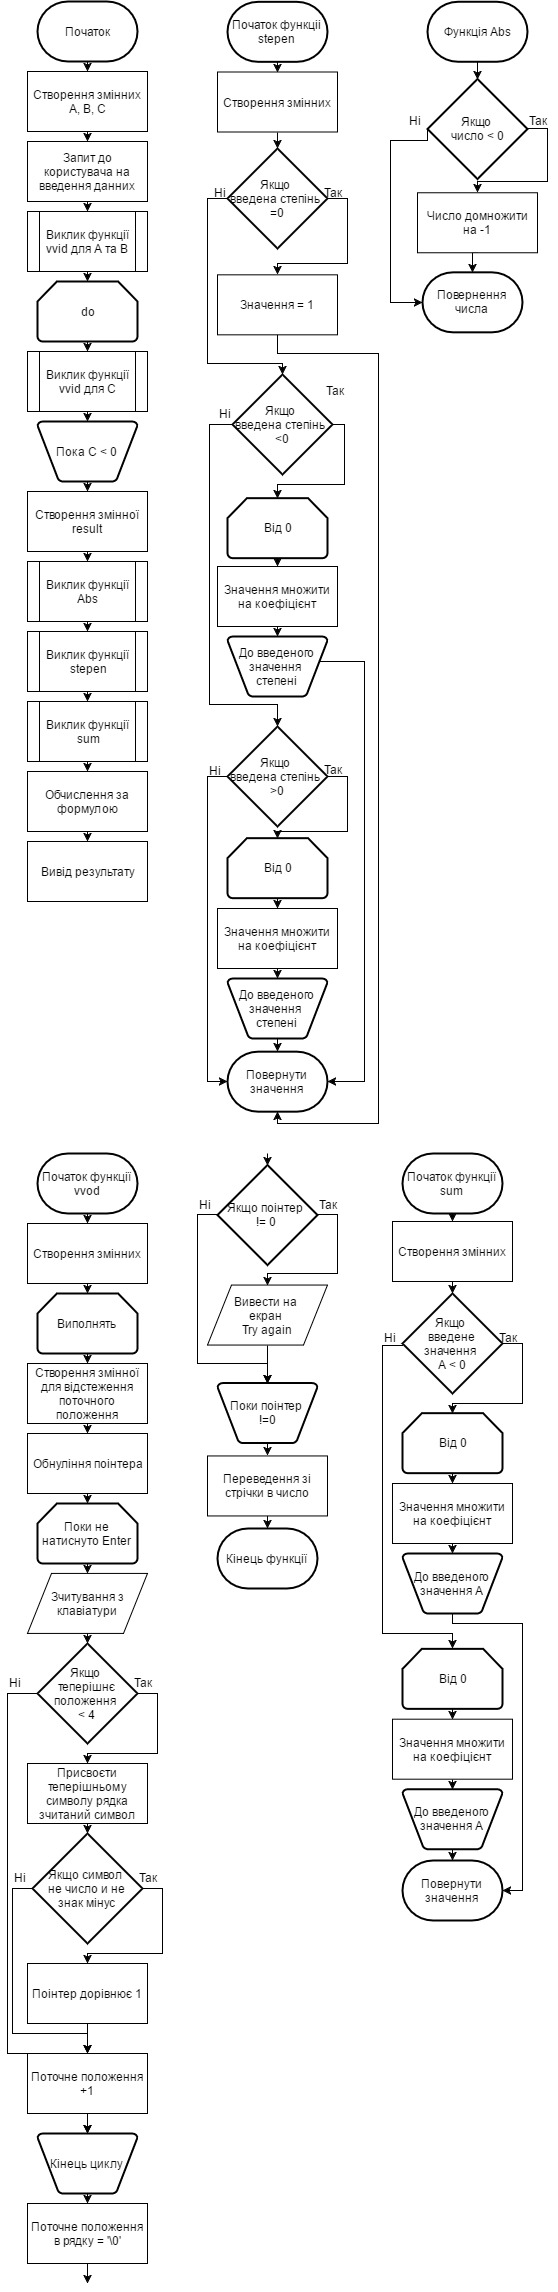 Початок
Створення змінних
A, B, C
Запит до
користувача на
введення данних
Виклик функції
vvid для A та B
do
Виклик функції
vvid для C
Пока C < 0
Створення змінної
result
Виклик функції
Abs
Виклик функції
stepen
Виклик функції
sum
Обчислення за
формулою
Вивід результату
Початок функції
stepen
Створення змінних
Якщо
введена степінь
=0
Ні
Так
Значення = 1
Якщо
введена степінь
<0
Ні
Так
Від 0
Значення множити
на коефіцієнт
До введеного
значення
степені
Якщо
введена степінь
>0
Ні
Так
Від 0
Значення множити
на коефіцієнт
До введеного
значення
степені
Повернути
значення
Функція Abs
Якщо
число < 0
Ні
Так
Число домножити
на -1
Повернення
числа
Початок функції
vvod
Створення змінних
Виполнять
Створення змінної
для відстеження
поточного
положення
Обнуління поінтера
Поки не
натиснуто Enter
Зчитування з
клавіатури
Якщо
теперішнє
положення
< 4
Ні
Так
Присвоєти
теперішньому
символу рядка
зчитаний символ
Якщо символ
не число и не
знак мінус
Ні
Так
Поінтер дорівнює 1
Поточне положення
+1
Кінець циклу
Поточне положення
в рядку = '\0'
Якщо поінтер
!= 0
Ні
Так
Вивести на
екран
Try again
Поки поінтер
!=0
Переведення зі
стрічки в число
Кінець функції
Початок функції
sum
Створення змінних
Якщо
введене
значення
A < 0
Ні
Так
Від 0
Значення множити
на коефіцієнт
До введеного
значення A
Від 0
Значення множити
на коефіцієнт
До введеного
значення A
Повернути
значення